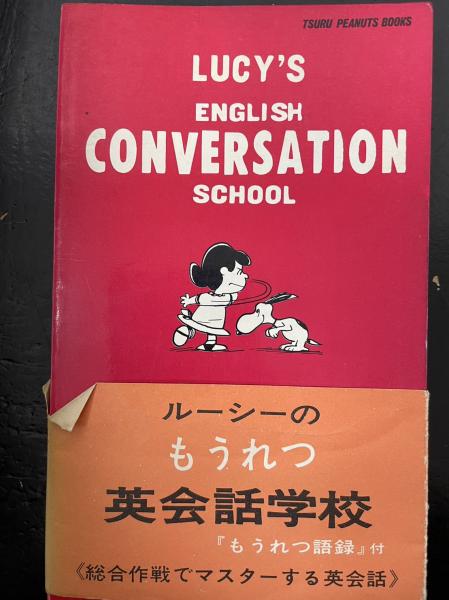 TSURU PEANUTS BOOKS
LUCY'S
ENGLISH
CONVERSATION
SCHOOL
ルーシーの
もうれつ
英会話学校
『もうれつ語録』付
《総合作戦でマスターする英会話》